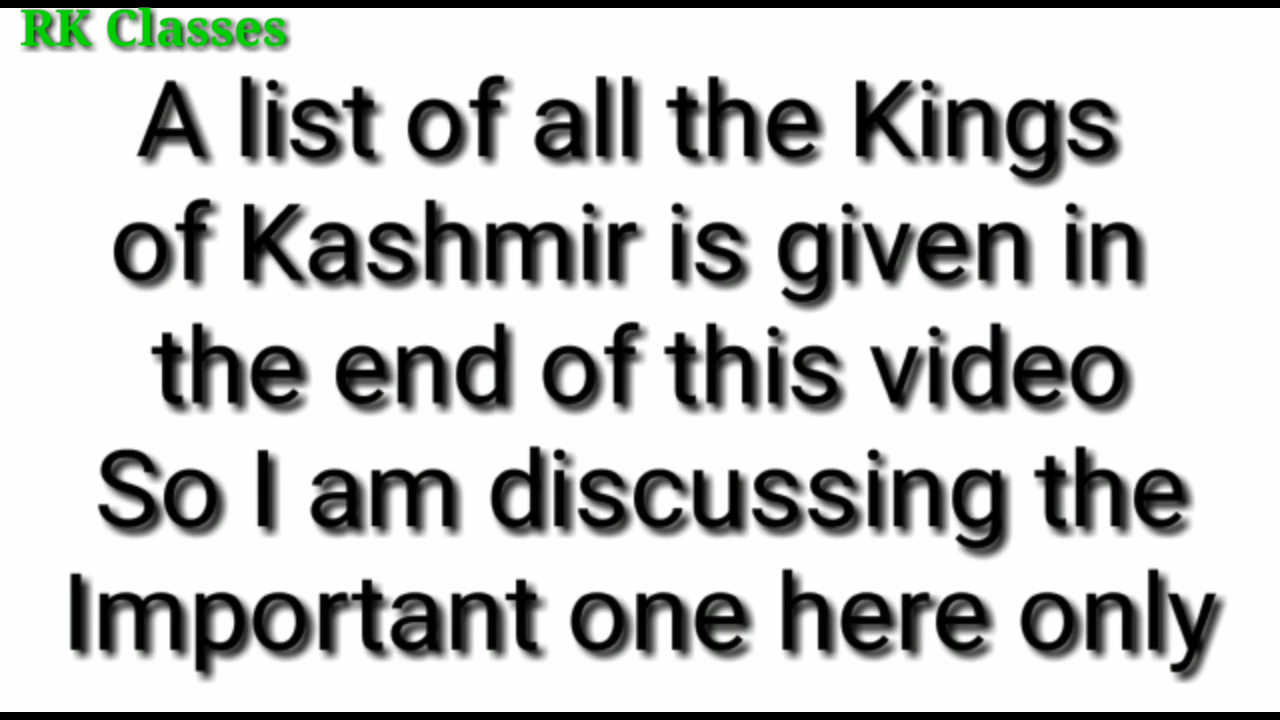 RK Classes
A list of all the Kings
of Kashmir is given in
the end of this video
So I am discussing the
Important one here only